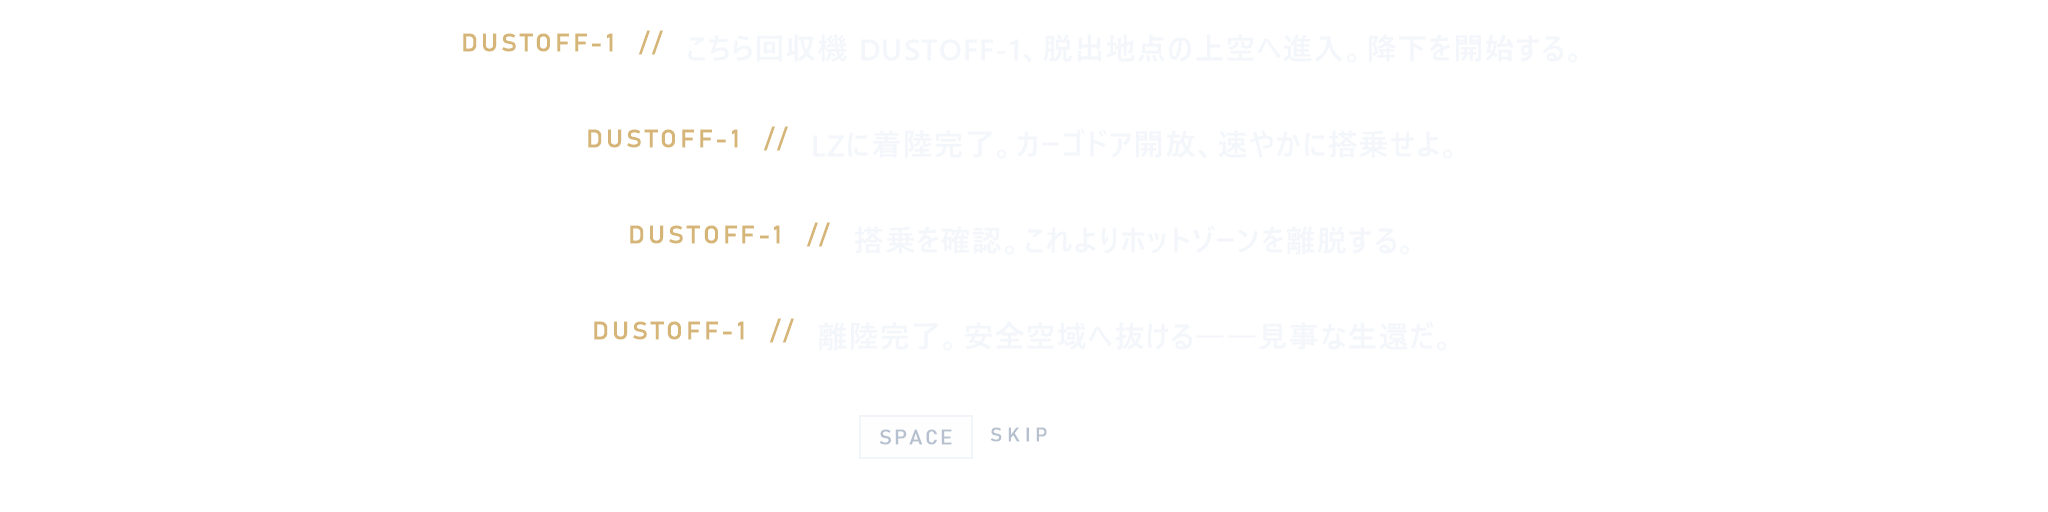 DUSTOFF-1 // こちら回収機 DUSTOFF-1、脱出地点の上空へ進入。降下を開始する。
DUSTOFF-1 // LZに着陸完了。カーゴドア開放、速やかに搭乗せよ。
DUSTOFF-1 // 搭乗を確認。これよりホットゾーンを離脱する。
DUSTOFF-1 // 離陸完了。安全空域へ抜ける——見事な生還だ。
SPACE SKIP